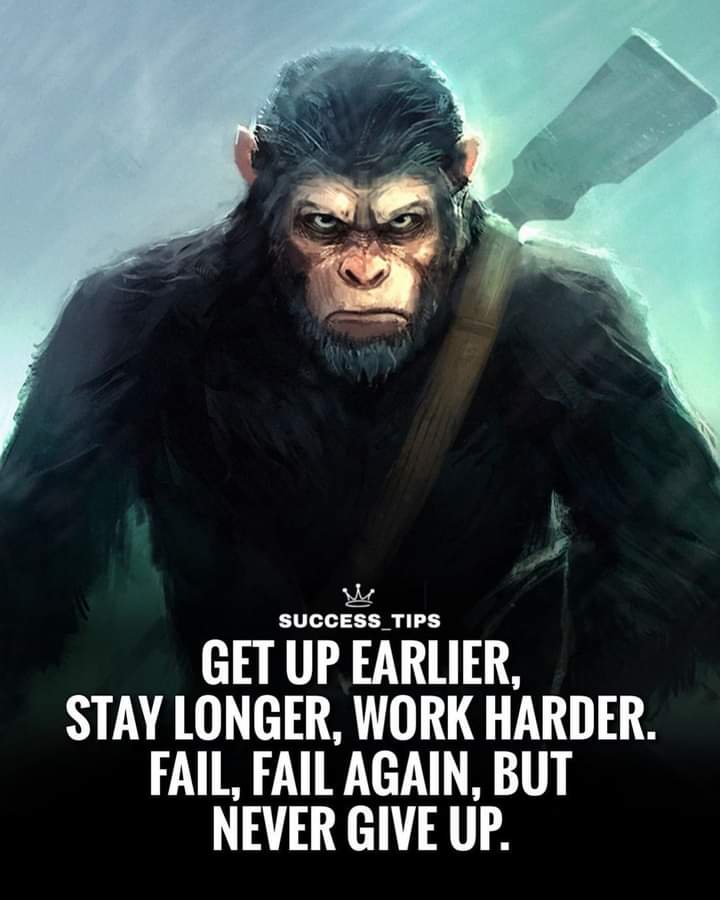 SUCCESS_TIPS
GET UP EARLIER,
STAY LONGER, WORK HARDER.
FAIL, FAIL AGAIN, BUT
NEVER GIVE UP.